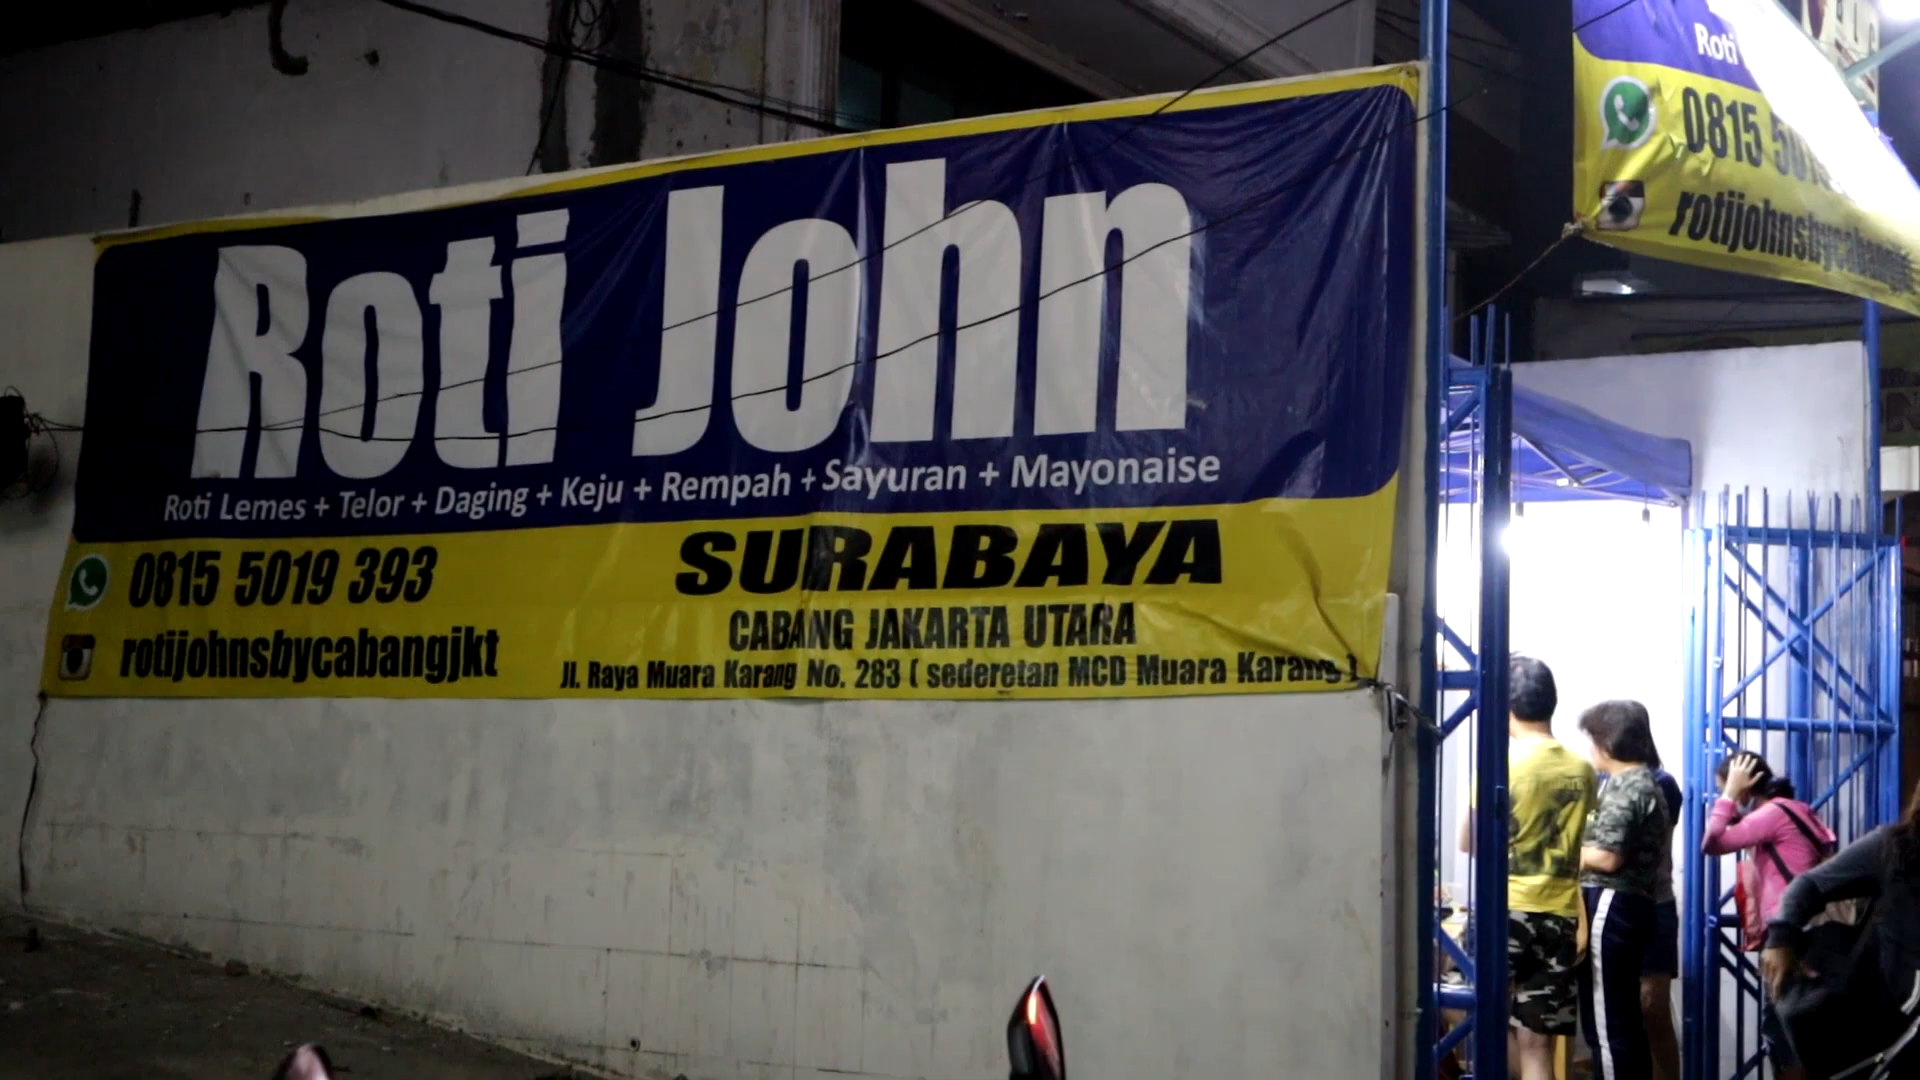 Roti John
Roti Lemes + Telor + Daging + Keju + Rempah + Sayuran + Mayonaise
0815 5019 393
rotijohnsbycabangjkt
SURABAYA
CABANG JAKARTA UTARA
Jl. Raya Muara Karang No. 283 ( sederetan MCD Muara Karang )
Roti
0815
rotijohnsbycabang